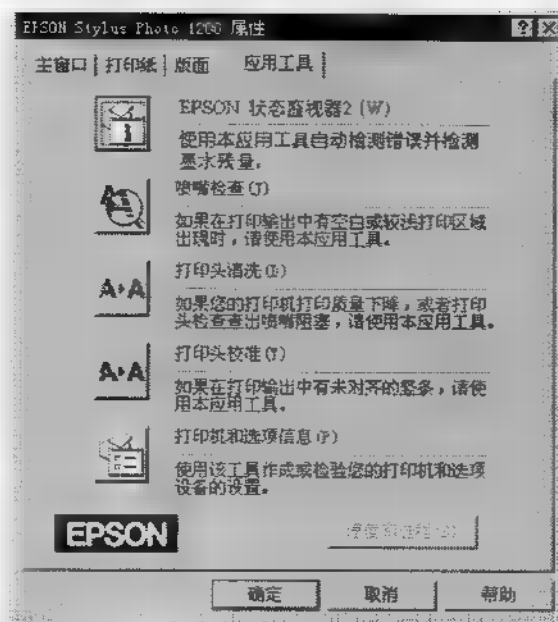 EPSON Stylus Photo 1200 属性
主窗口 打印纸 版面 应用工具
EPSON 状态监视器2 (W)
使用本应用工具自动检测错误并检测
墨水残量。
喷嘴检查(J)
如果在打印输出中有空白或较浅打印区域
出现时，请使用本应用工具。
打印头清洗
如果您的打印机打印质量下降，或者打印
头检查查出喷嘴阻塞，请使用本应用工具。
打印头校准(T)
如果在打印输出中有未对齐的竖条，请使
用本应用工具。
打印机和选项信息(P)
使用该工具作成或检验您的打印机和选项
设备的设置。
EPSON
确定 取消 帮助